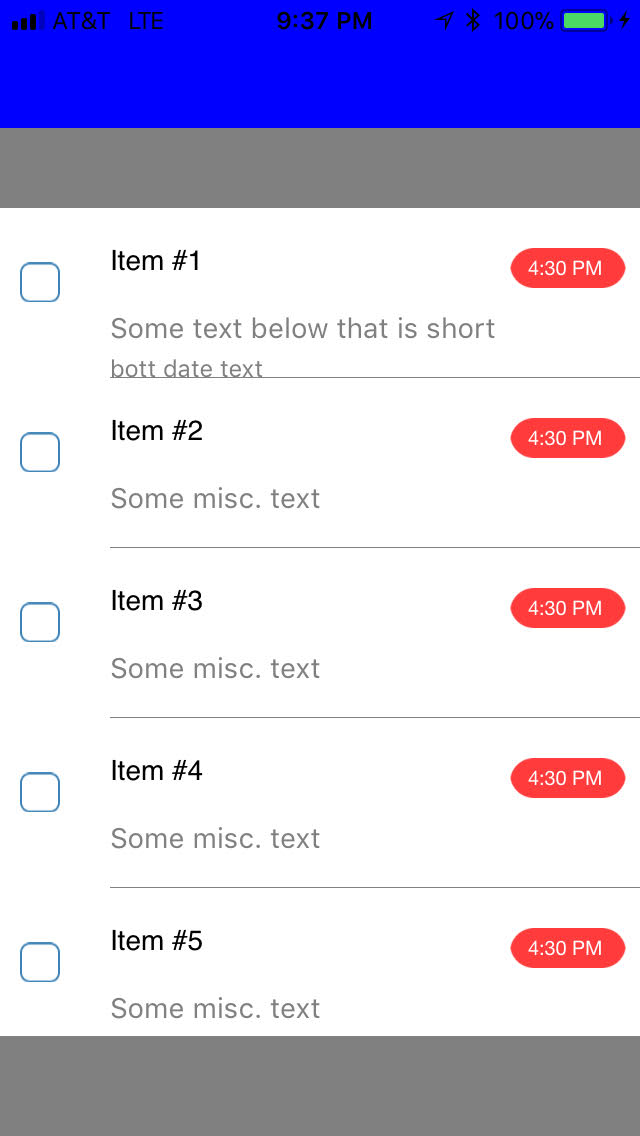 AT&T LTE 9:37 PM 100%
Item #1 4:30 PM
Some text below that is short
bott date text
Item #2 4:30 PM
Some misc. text
Item #3 4:30 PM
Some misc. text
Item #4 4:30 PM
Some misc. text
Item #5 4:30 PM
Some misc. text